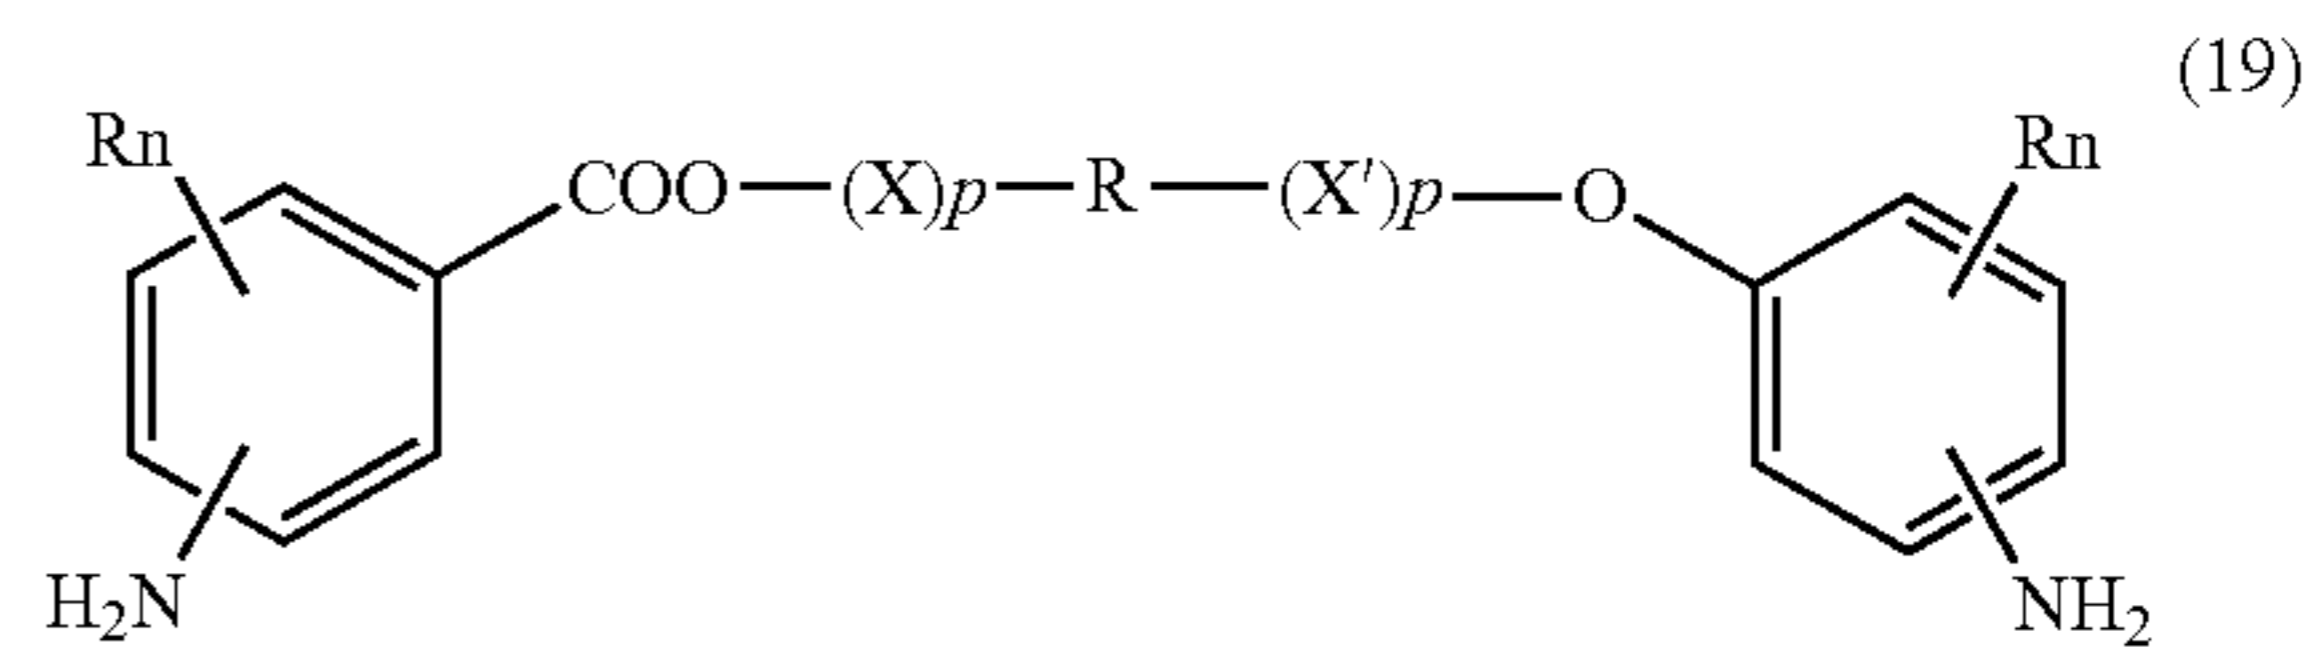 (19)
Rn COO—(X)p—R—(X')p—O Rn
H₂N NH₂